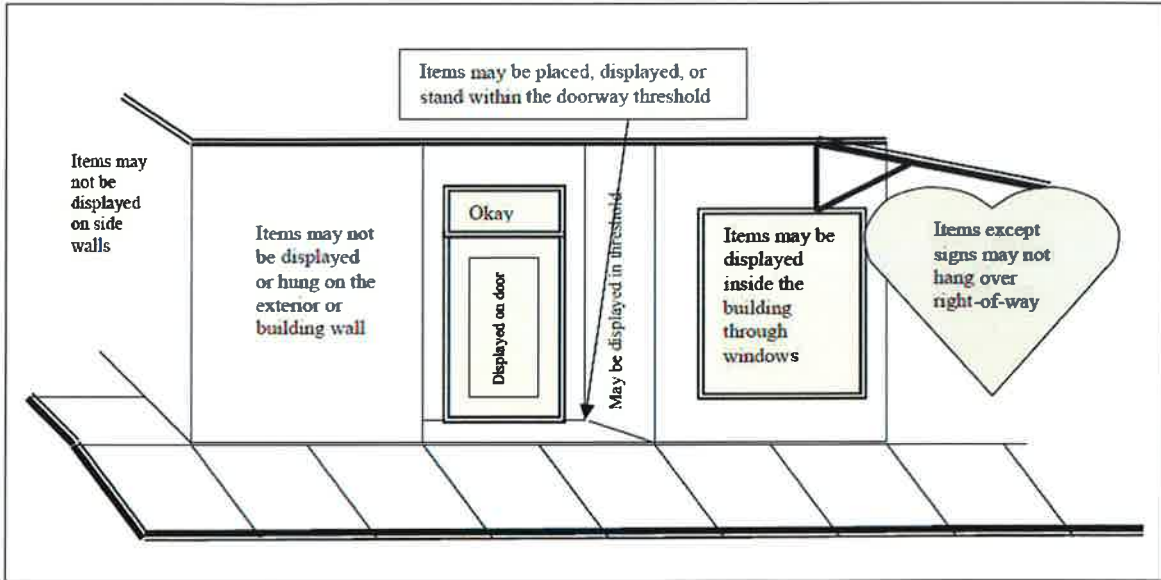 Items may be placed, displayed, or
stand within the doorway threshold
Items may
not be
displayed
on side
walls
Items may not
be displayed
or hung on the
exterior or
building wall
Okay
Displayed on door
May be displayed in threshold
Items may be
displayed
inside the
building
through
windows
Items except
signs may not
hang over
right-of-way